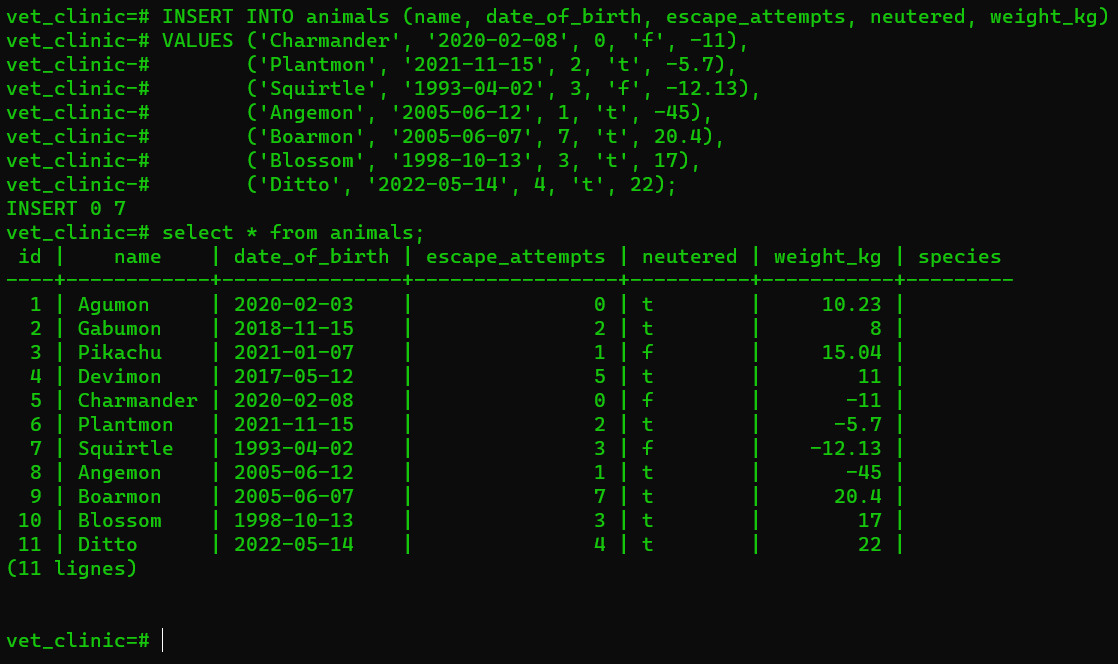 vet_clinic=# INSERT INTO animals (name, date_of_birth, escape_attempts, neutered, weight_kg)
vet_clinic-# VALUES ('Charmander', '2020-02-08', 0, 'f', -11),
vet_clinic-#        ('Plantmon', '2021-11-15', 2, 't', -5.7),
vet_clinic-#        ('Squirtle', '1993-04-02', 3, 'f', -12.13),
vet_clinic-#        ('Angemon', '2005-06-12', 1, 't', -45),
vet_clinic-#        ('Boarmon', '2005-06-07', 7, 't', 20.4),
vet_clinic-#        ('Blossom', '1998-10-13', 3, 't', 17),
vet_clinic-#        ('Ditto', '2022-05-14', 4, 't', 22);
INSERT 0 7
vet_clinic=# select * from animals;
 id |    name    | date_of_birth | escape_attempts | neutered | weight_kg | species
----+------------+---------------+-----------------+----------+-----------+---------
  1 | Agumon     | 2020-02-03    |               0 | t        |     10.23 |
  2 | Gabumon    | 2018-11-15    |               2 | t        |         8 |
  3 | Pikachu    | 2021-01-07    |               1 | f        |     15.04 |
  4 | Devimon    | 2017-05-12    |               5 | t        |        11 |
  5 | Charmander | 2020-02-08    |               0 | f        |       -11 |
  6 | Plantmon   | 2021-11-15    |               2 | t        |      -5.7 |
  7 | Squirtle   | 1993-04-02    |               3 | f        |    -12.13 |
  8 | Angemon    | 2005-06-12    |               1 | t        |       -45 |
  9 | Boarmon    | 2005-06-07    |               7 | t        |      20.4 |
 10 | Blossom    | 1998-10-13    |               3 | t        |        17 |
 11 | Ditto      | 2022-05-14    |               4 | t        |        22 |
(11 lignes)
vet_clinic=#